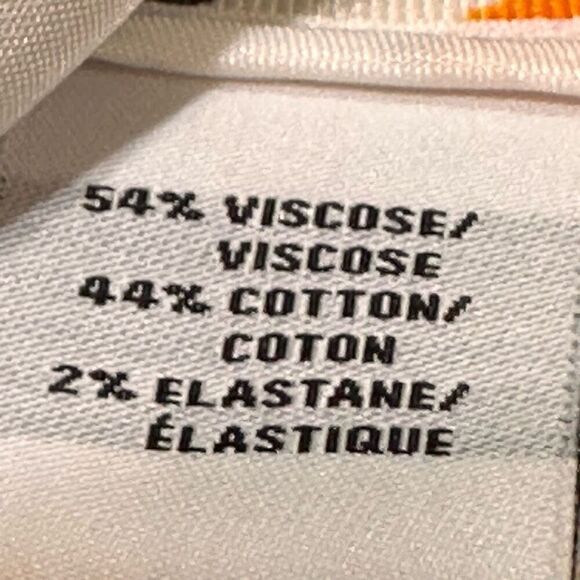 54% VISCOSE/
VISCOSE
44% COTTON/
COTON
2% ELASTANE/
ÉLASTIQUE